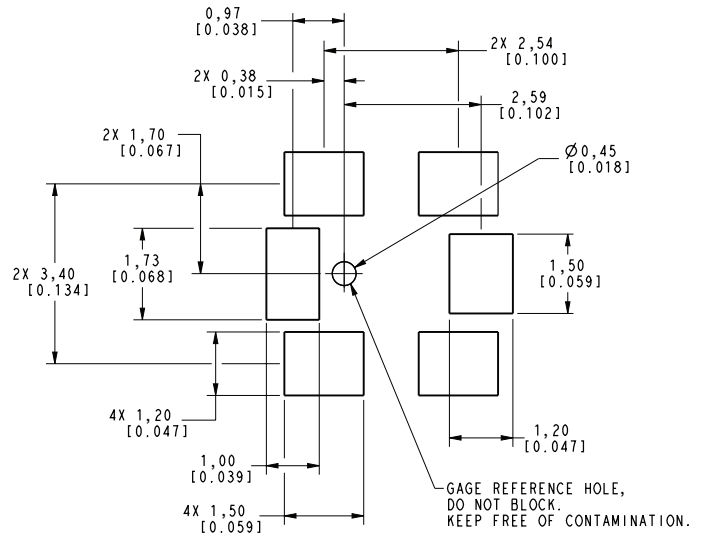 0,97
[0.038]
2X 2,54
[0.100]
2X 0,38
[0.015]
2,59
[0.102]
2X 1,70
[0.067]
Ø0,45
[0.018]
1,73
[0.068]
2X 3,40
[0.134]
1,50
[0.059]
4X 1,20
[0.047]
1,20
[0.047]
1,00
[0.039]
4X 1,50
[0.059]
GAGE REFERENCE HOLE,
DO NOT BLOCK.
KEEP FREE OF CONTAMINATION.